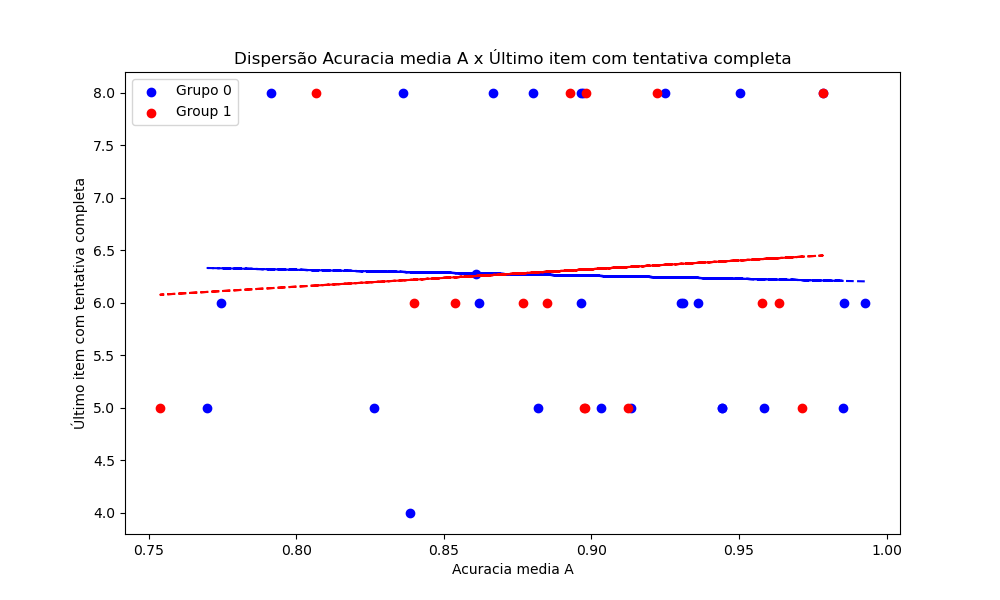 Dispersão Acuracia media A x Último item com tentativa completa
Grupo 0
Group 1
Último item com tentativa completa
8.0
7.5
7.0
6.5
6.0
5.5
5.0
4.5
4.0
0.75 0.80 0.85 0.90 0.95 1.00
Acuracia media A